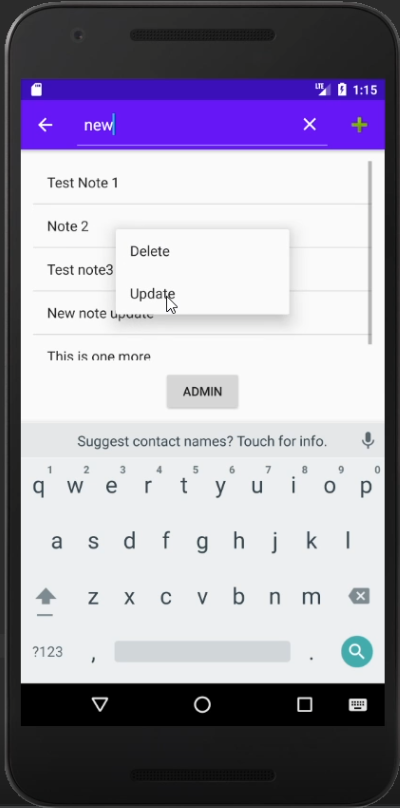 LTE 1:15
new
Test Note 1
Note 2
Delete
Test note3
Update
New note update
This is one more
ADMIN
Suggest contact names? Touch for info.
1 2 3 4 5 6 7 8 9 0
q w e r t y u i o p
a s d f g h j k l
z x c v b n m
?123 , .